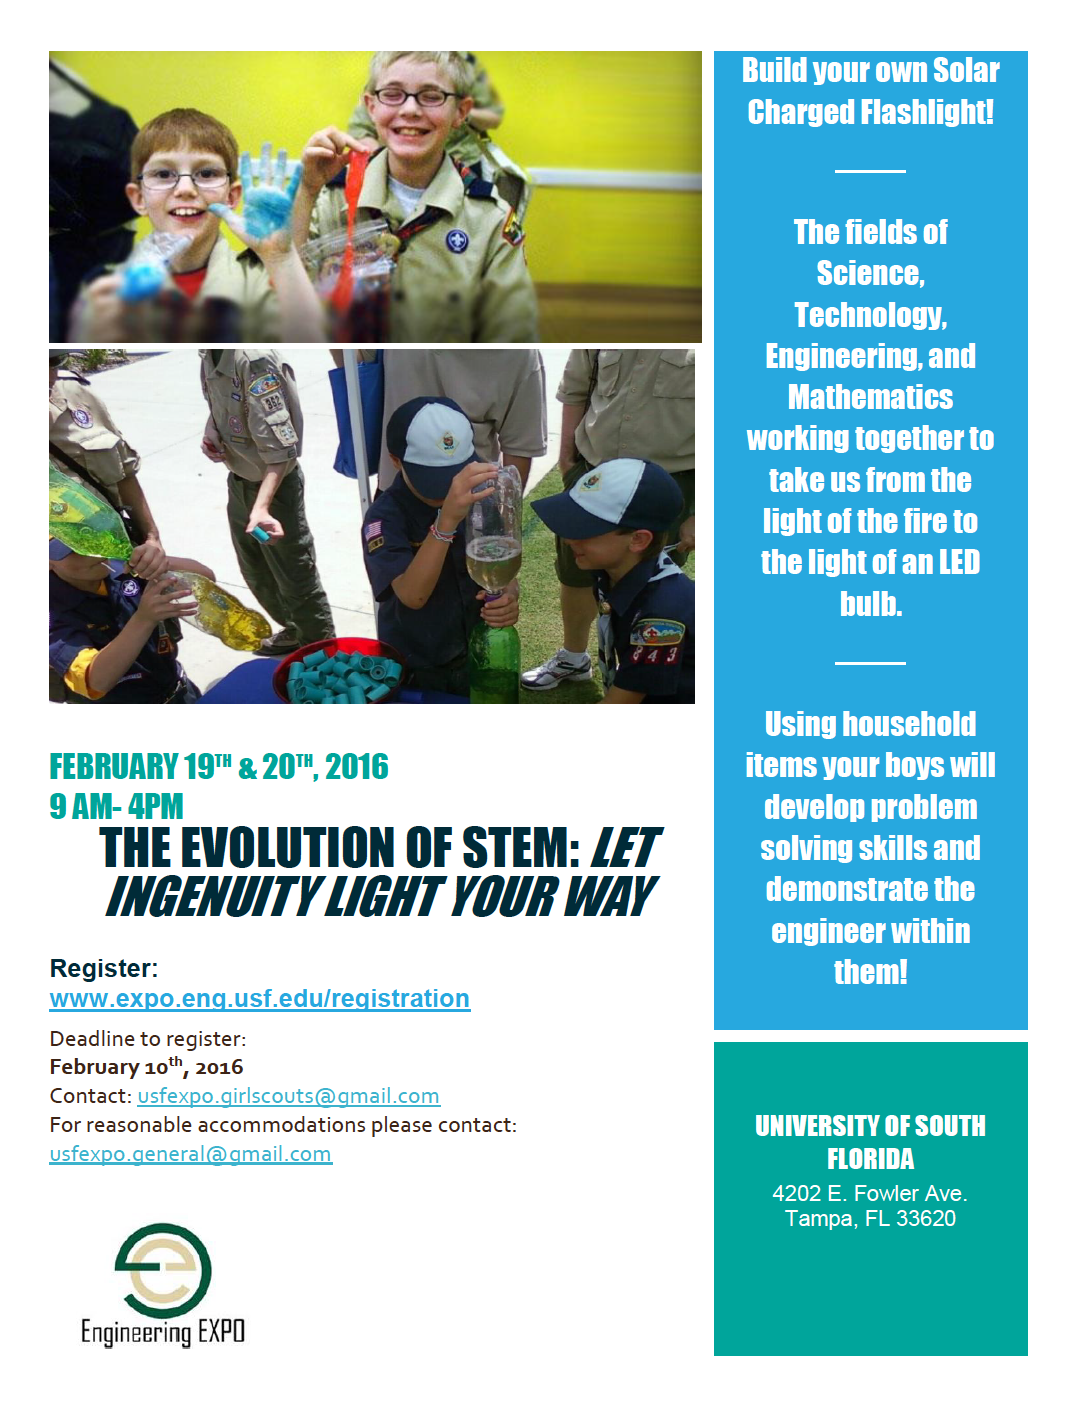 Build your own Solar
Charged Flashlight!
The fields of
Science,
Technology,
Engineering, and
Mathematics
working together to
take us from the
light of the fire to
the light of an LED
bulb.
Using household
items your boys will
develop problem
solving skills and
demonstrate the
engineer within
them!
352
843
FEBRUARY 19TH & 20TH, 2016
9 AM- 4PM
THE EVOLUTION OF STEM: LET
INGENUITY LIGHT YOUR WAY
Register:
www.expo.eng.usf.edu/registration
Deadline to register:
February 10th, 2016
Contact: usfexpo.girlscouts@gmail.com
For reasonable accommodations please contact:
usfexpo.general@gmail.com
Engineering EXPO
UNIVERSITY OF SOUTH
FLORIDA
4202 E. Fowler Ave.
Tampa, FL 33620